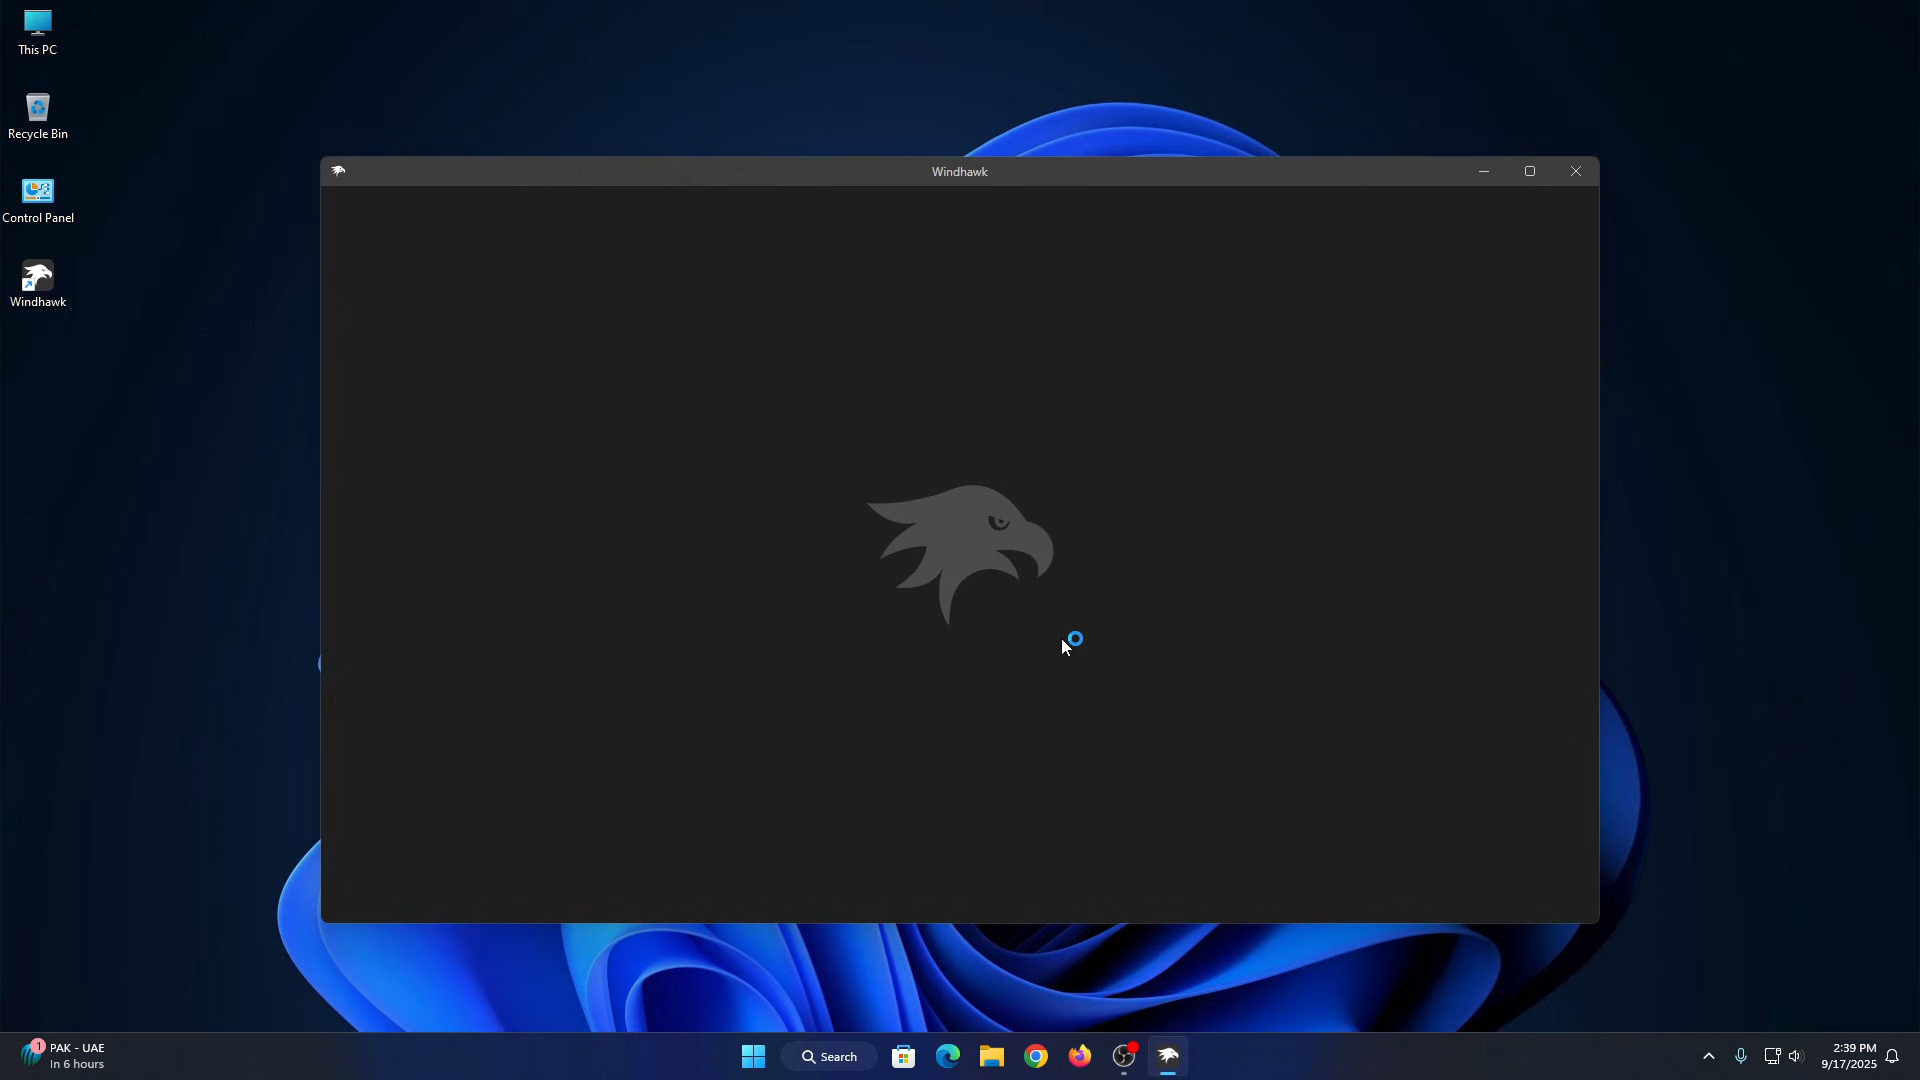 This PC
Recycle Bin
Control Panel
Windhawk
Windhawk
1
PAK - UAE
In 6 hours
Search
2:39 PM
9/17/2025